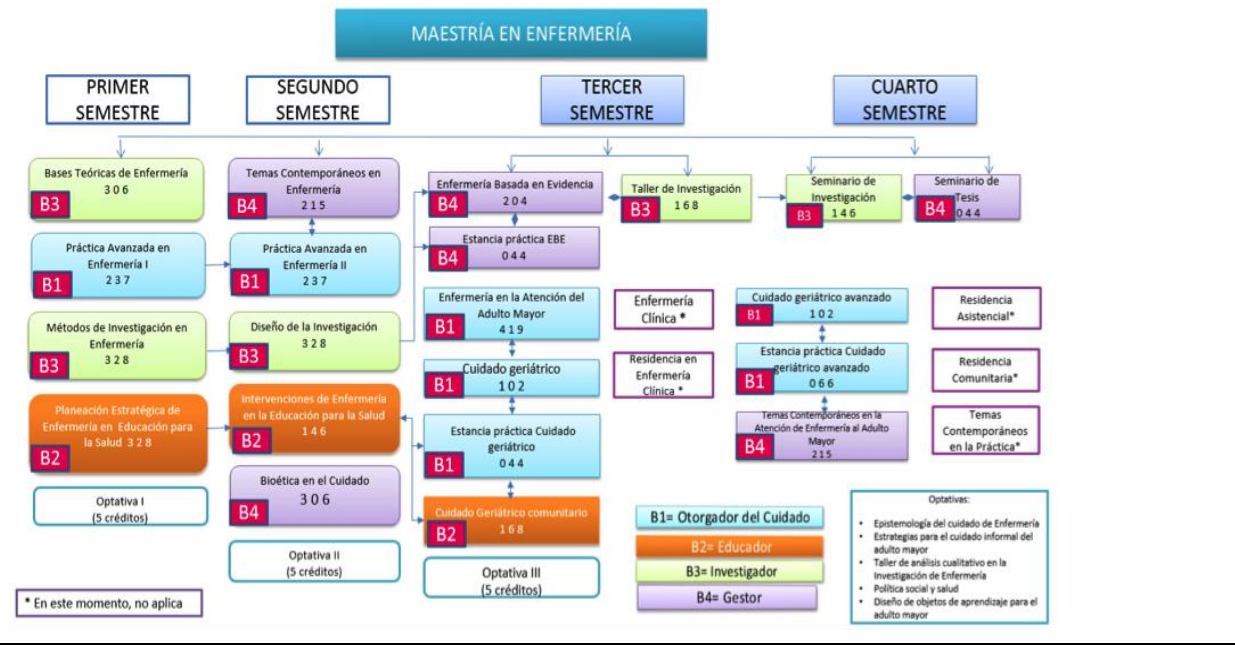 MAESTRÍA EN ENFERMERÍA
PRIMER
SEMESTRE
SEGUNDO
SEMESTRE
TERCER
SEMESTRE
CUARTO
SEMESTRE
Bases Teóricas de Enfermería
3 0 6
B3
Práctica Avanzada en
Enfermería I
2 3 7
B1
Métodos de Investigación en
Enfermería
3 2 8
B3
Planeación Estratégica de
Enfermería en Educación para
la Salud 3 2 8
B2
Optativa I
(5 créditos)
Temas Contemporáneos en
Enfermería
2 1 5
B4
Práctica Avanzada en
Enfermería II
2 3 7
B1
Diseño de la Investigación
3 2 8
B3
Intervenciones de Enfermería
en la Educación para la Salud
1 4 6
B2
Bioética en el Cuidado
3 0 6
B4
Optativa II
(5 créditos)
Enfermería Basada en Evidencia
2 0 4
B4
Estancia práctica EBE
0 4 4
B4
Enfermería en la Atención del
Adulto Mayor
4 1 9
B1
Cuidado geriátrico
1 0 2
B1
Estancia práctica Cuidado
geriátrico
0 4 4
B1
Cuidado Geriátrico comunitario
1 6 8
B2
Optativa III
(5 créditos)
Taller de Investigación
1 6 8
B3
Enfermería
Clínica *
Residencia en
Enfermería
Clínica *
Seminario de
Investigación
1 4 6
B3
Seminario de
Tesis
0 4 4
B4
Cuidado geriátrico avanzado
1 0 2
B1
Estancia práctica Cuidado
geriátrico avanzado
0 6 6
B1
Temas Contemporáneos en la
Atención de Enfermería al Adulto
Mayor
2 1 5
B4
Residencia
Asistencial*
Residencia
Comunitaria*
Temas
Contemporáneos
en la Práctica*
B1= Otorgador del Cuidado
B2= Educador
B3= Investigador
B4= Gestor
Optativas:
• Epistemología del cuidado de Enfermería
• Estrategias para el cuidado informal del
adulto mayor
• Taller de análisis cualitativo en la
Investigación de Enfermería
• Política social y salud
• Diseño de objetos de aprendizaje para el
adulto mayor
* En este momento, no aplica